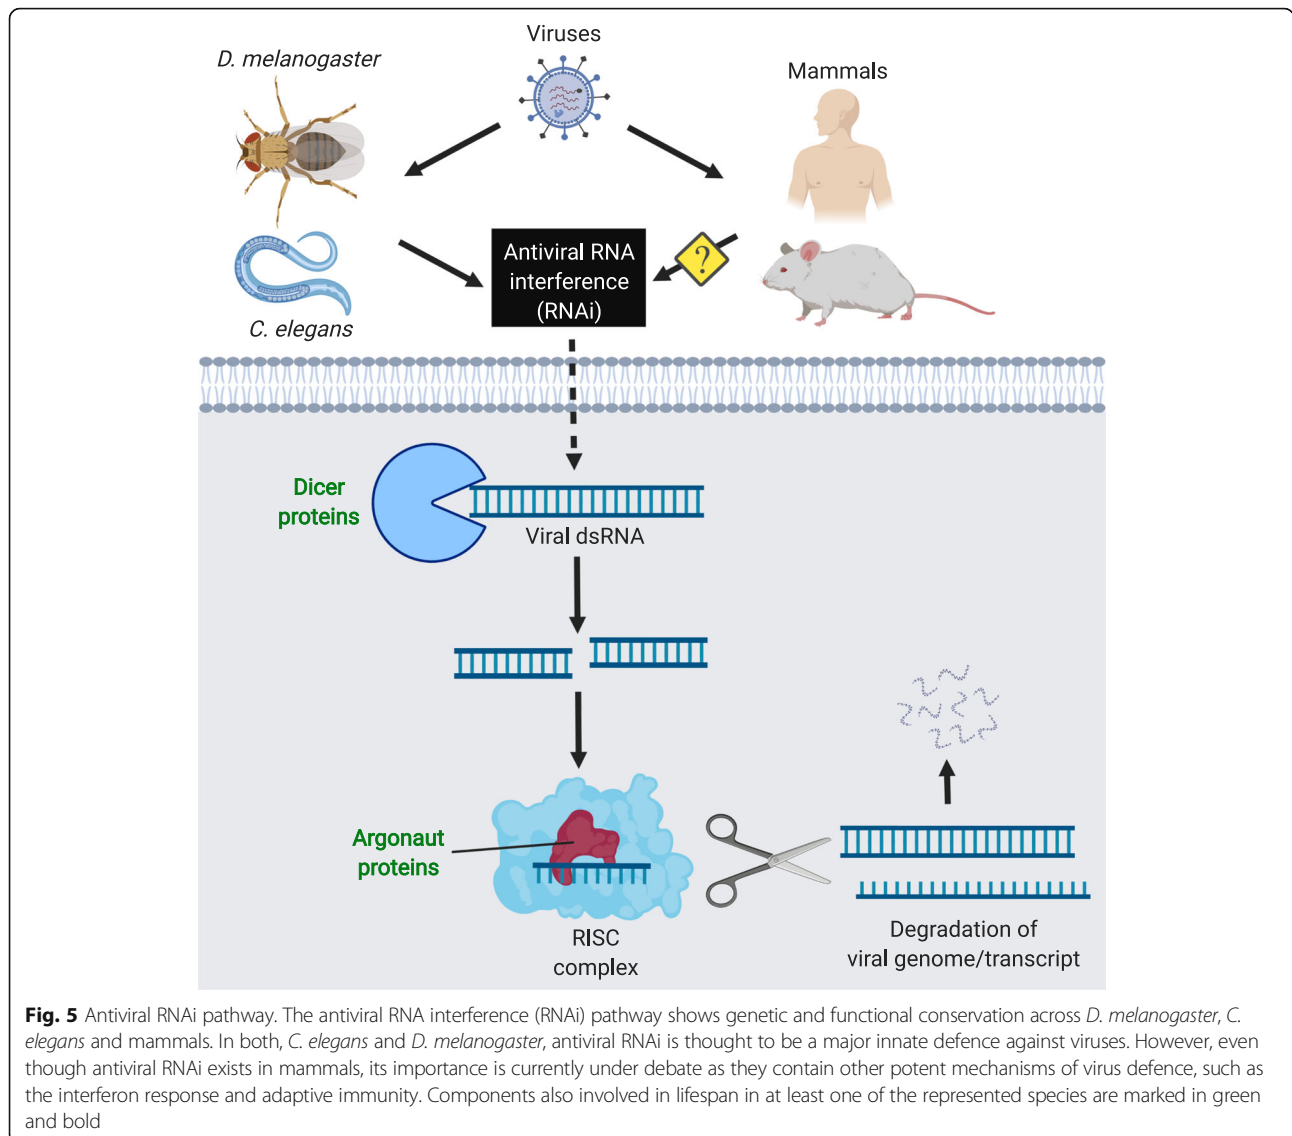 Viruses
D. melanogaster
Mammals
Antiviral RNA
interference
(RNAi)
?
C. elegans
Dicer
proteins
Viral dsRNA
Argonaut
proteins
RISC
complex
Degradation of
viral genome/transcript
Fig. 5 Antiviral RNAi pathway. The antiviral RNA interference (RNAi) pathway shows genetic and functional conservation across D. melanogaster, C.
elegans and mammals. In both, C. elegans and D. melanogaster, antiviral RNAi is thought to be a major innate defence against viruses. However, even
though antiviral RNAi exists in mammals, its importance is currently under debate as they contain other potent mechanisms of virus defence, such as
the interferon response and adaptive immunity. Components also involved in lifespan in at least one of the represented species are marked in green
and bold